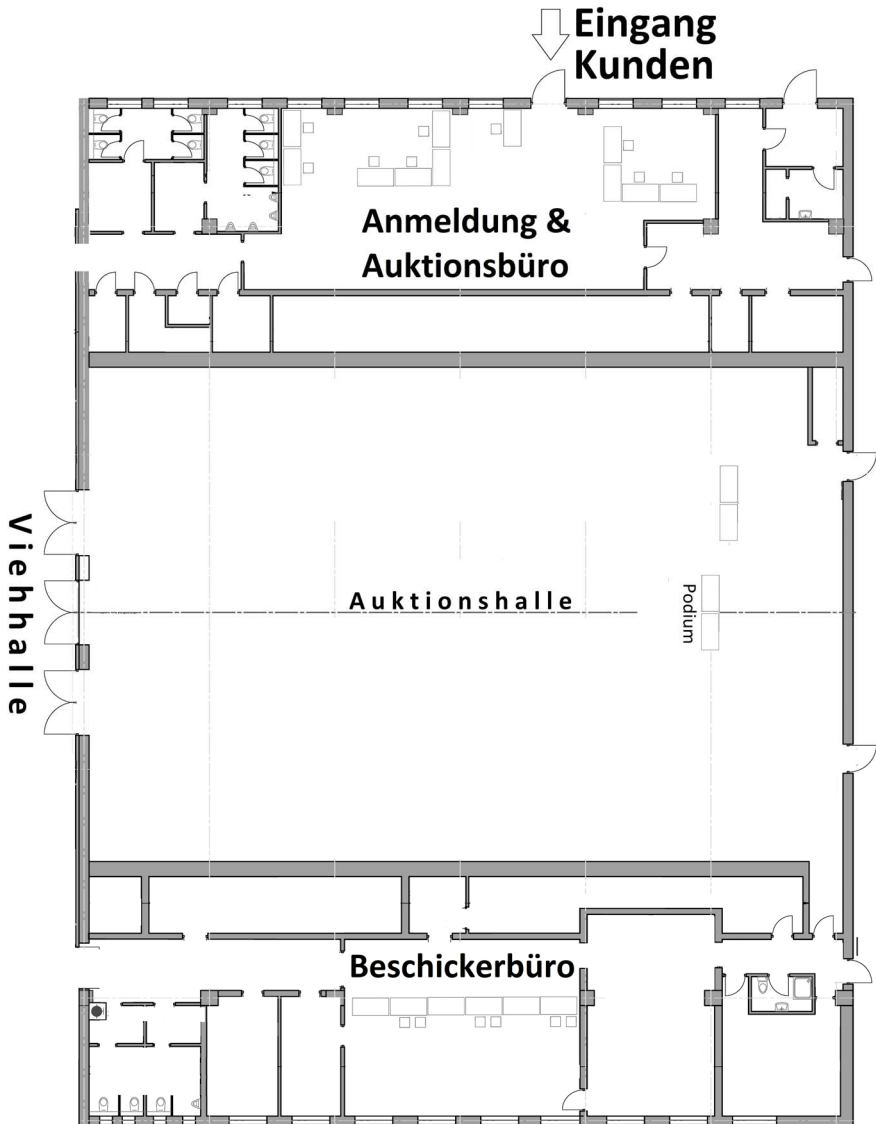 Eingang
Kunden
Anmeldung &
Auktionsbüro
Viehhalle
Auktionshalle
Podium
Beschickerbüro